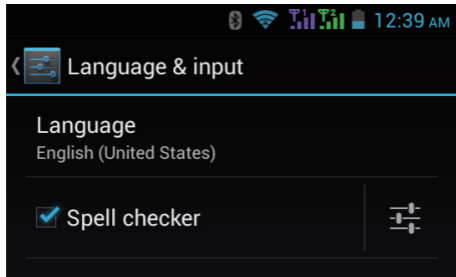 12:39 AM
Language & input
Language
English (United States)
Spell checker